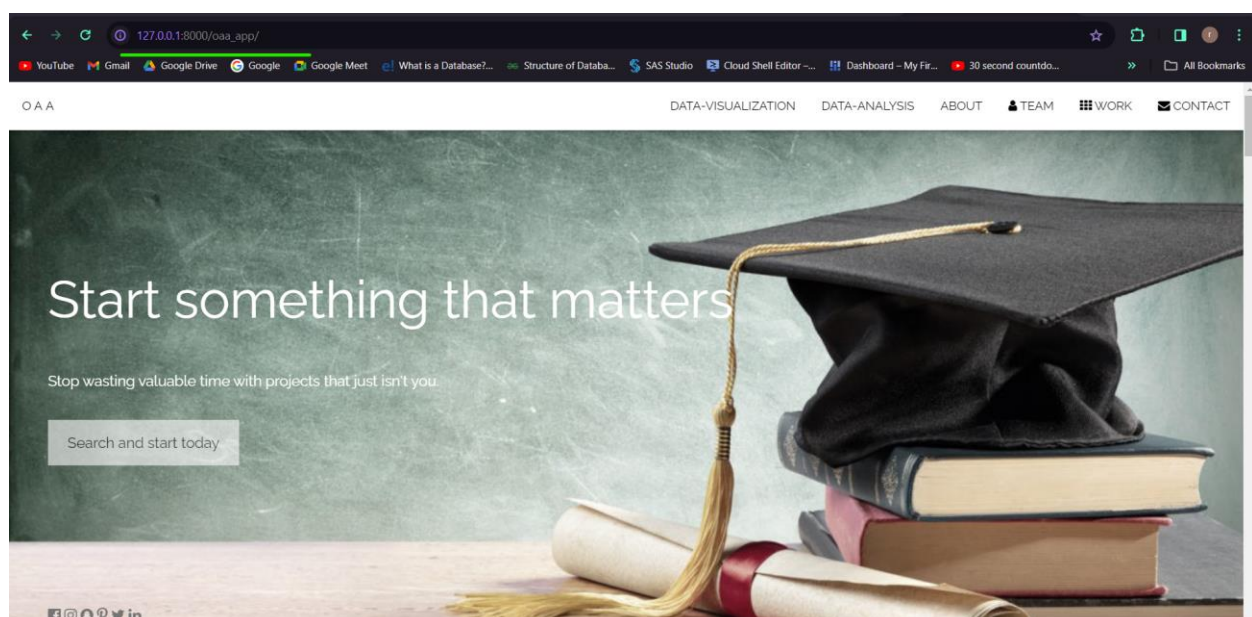 127.0.0.1:8000/oaa_app/
YouTube Gmail Google Drive Google Google Meet What is a Database?... Structure of Databa... SAS Studio Cloud Shell Editor –... Dashboard – My Fir... 30 second countdo... » All Bookmarks
O A A DATA-VISUALIZATION DATA-ANALYSIS ABOUT TEAM WORK CONTACT
Start something that matters
Stop wasting valuable time with projects that just isn't you.
Search and start today